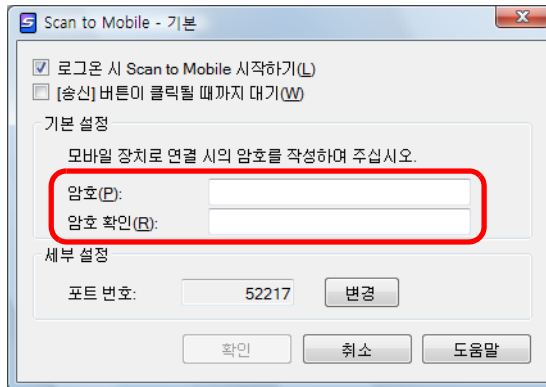 Scan to Mobile - 기본
로그온 시 Scan to Mobile 시작하기(L)
[송신] 버튼이 클릭될 때까지 대기(W)
기본 설정
모바일 장치로 연결 시의 암호를 작성하며 주십시오.
암호(P):
암호 확인(R):
세부 설정
포트 번호: 52217 변경
확인 취소 도움말